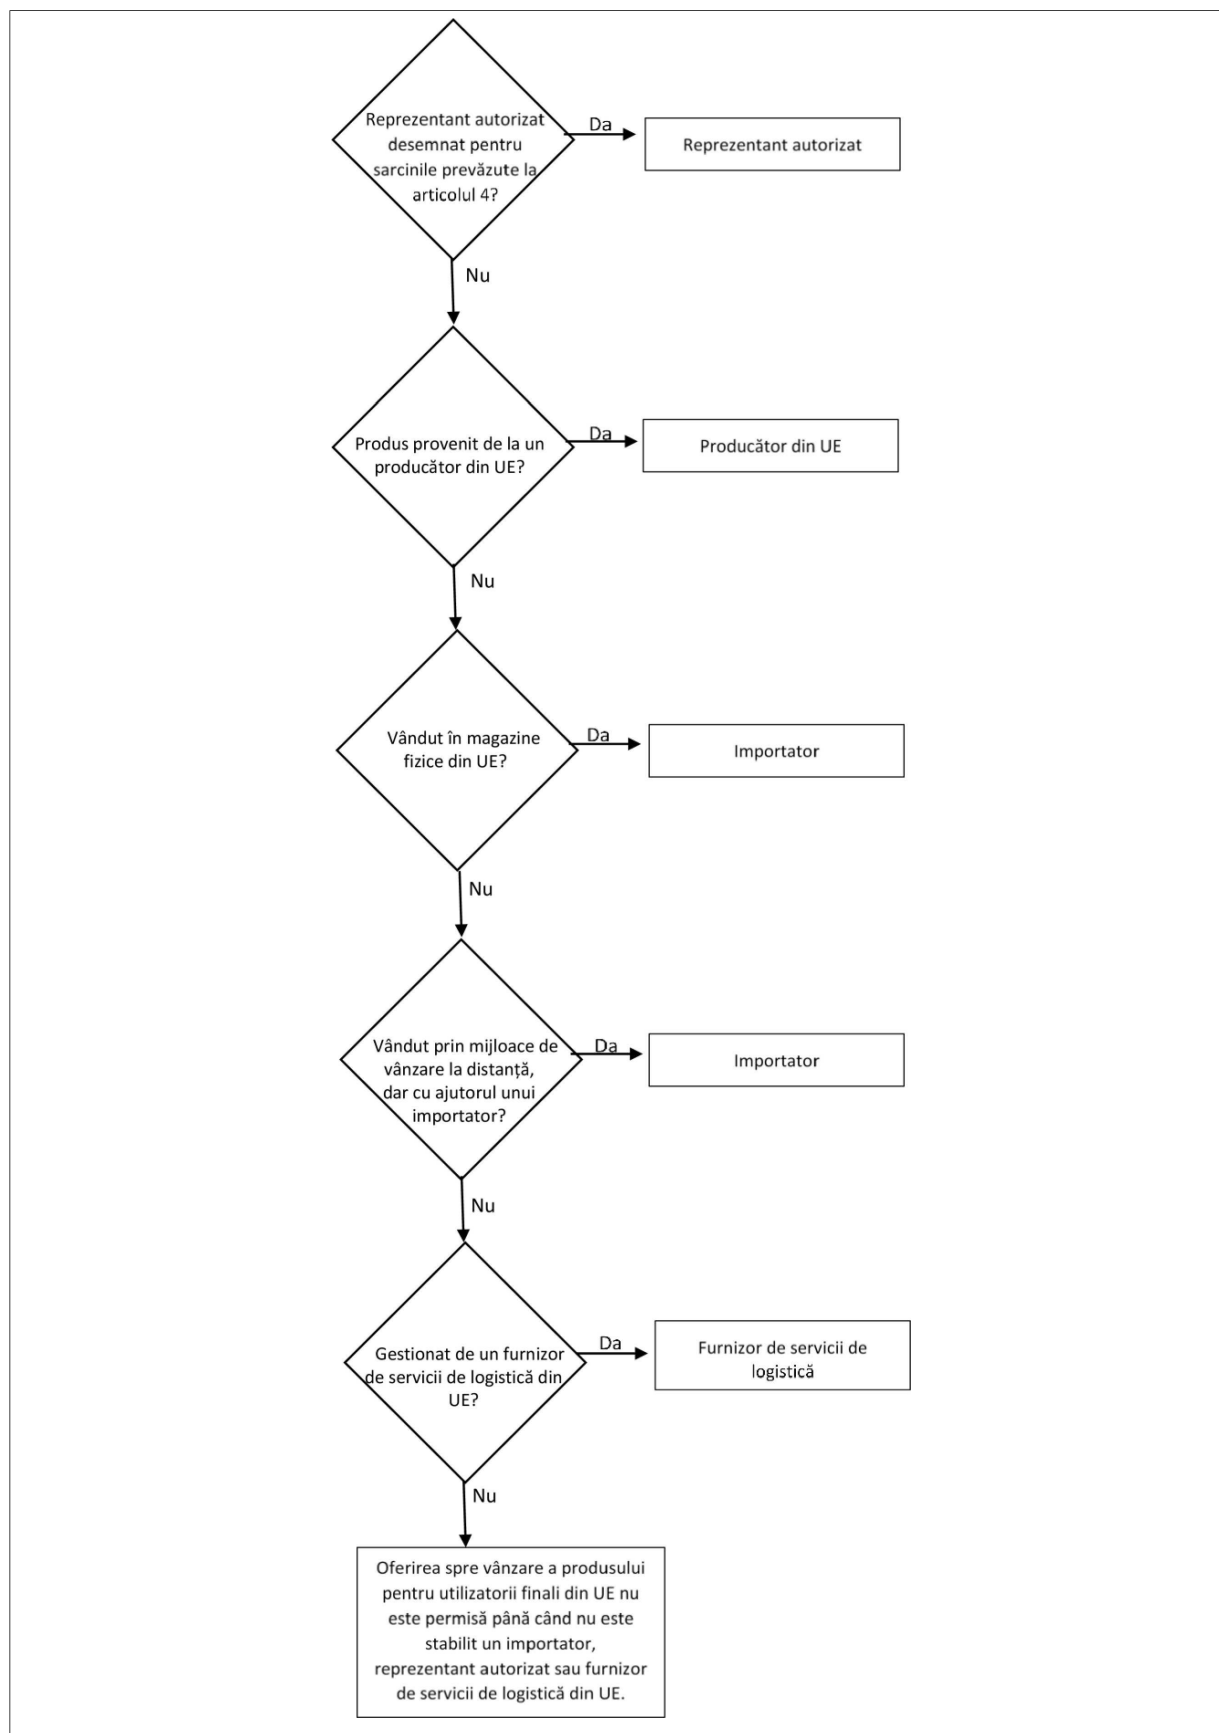 Reprezentant autorizat
desemnat pentru
sarcinile prevăzute la
articolul 4?
Da
Reprezentant autorizat
Nu
Produs provenit de la un
producător din UE?
Da
Producător din UE
Nu
Vândut în magazine
fizice din UE?
Da
Importator
Nu
Vândut prin mijloace de
vânzare la distanță,
dar cu ajutorul unui
importator?
Da
Importator
Nu
Gestionat de un furnizor
de servicii de logistică din
UE?
Da
Furnizor de servicii de
logistică
Nu
Oferirea spre vânzare a produsului
pentru utilizatorii finali din UE nu
este permisă până când nu este
stabilit un importator,
reprezentant autorizat sau furnizor
de servicii de logistică din UE.